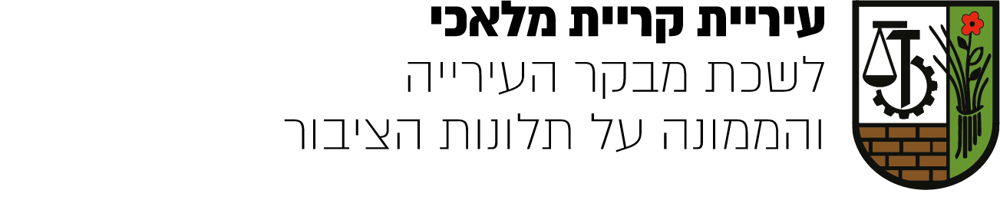 עיריית קריית מלאכי
לשכת מבקר העירייה
והממונה על תלונות הציבור